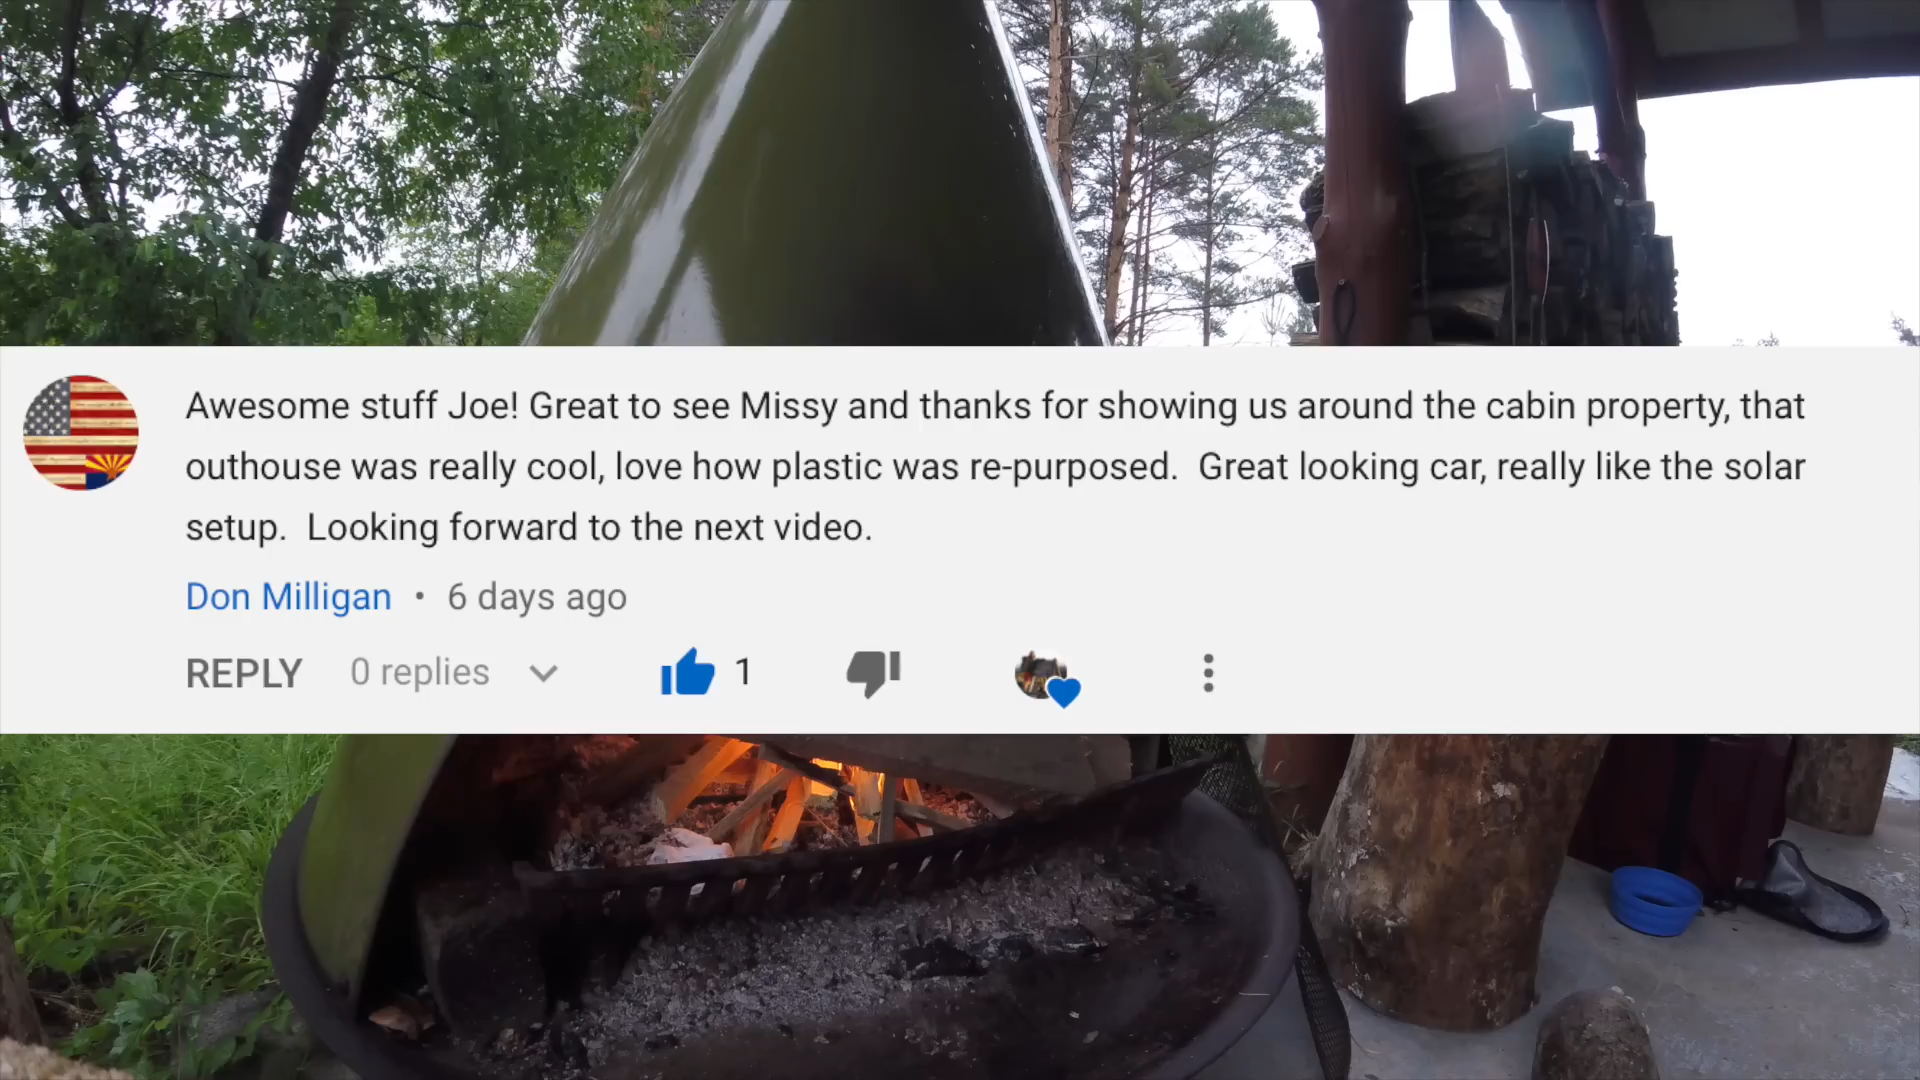 Awesome stuff Joe! Great to see Missy and thanks for showing us around the cabin property, that
outhouse was really cool, love how plastic was re-purposed.  Great looking car, really like the solar
setup.  Looking forward to the next video.
Don Milligan • 6 days ago
REPLY 0 replies 1